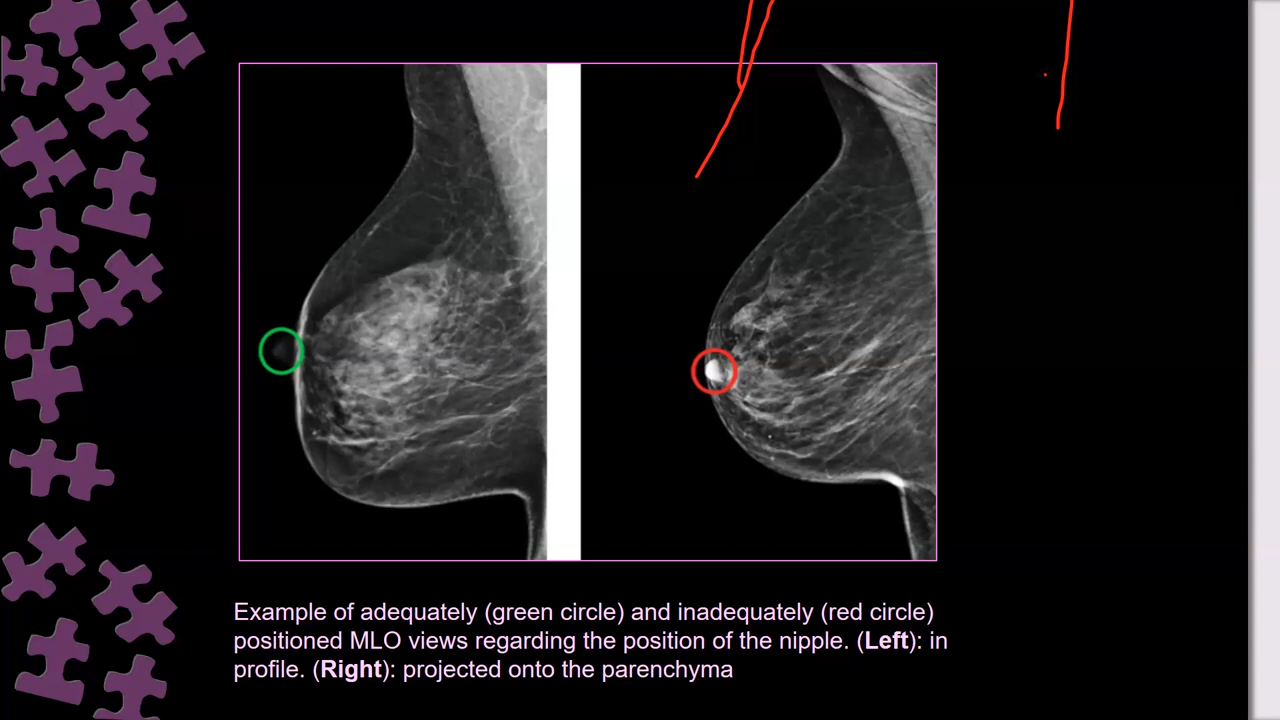 Example of adequately (green circle) and inadequately (red circle)
positioned MLO views regarding the position of the nipple. (Left): in
profile. (Right): projected onto the parenchyma